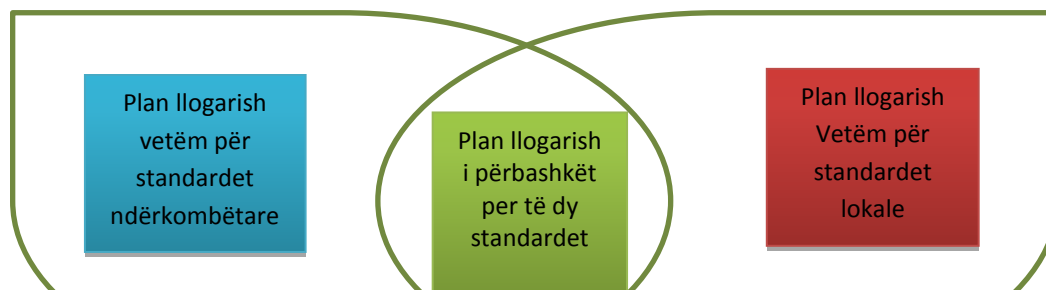 Plan llogarish
vetëm për
standardet
ndërkombëtare
Plan llogarish
i përbashkët
per të dy
standardet
Plan llogarish
Vetëm për
standardet
lokale